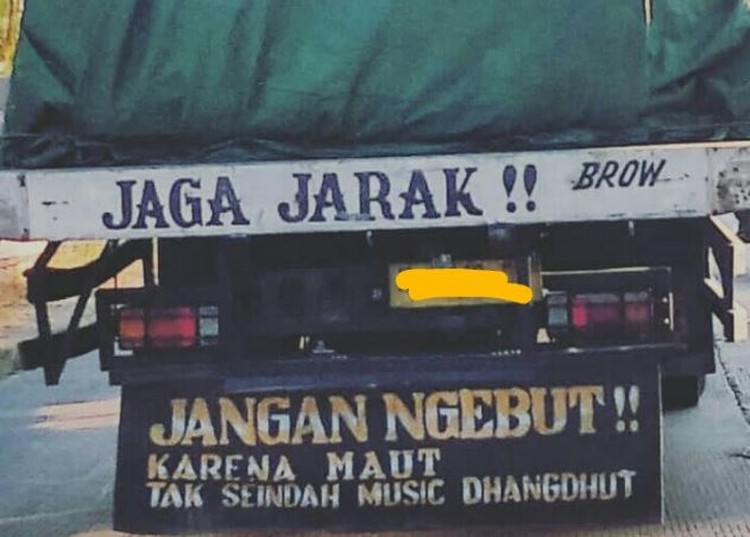 JAGA JARAK !! BROW
JANGAN NGEBUT !!
KARENA MAUT
TAK SEINDAH MUSIC DHANGDHUT